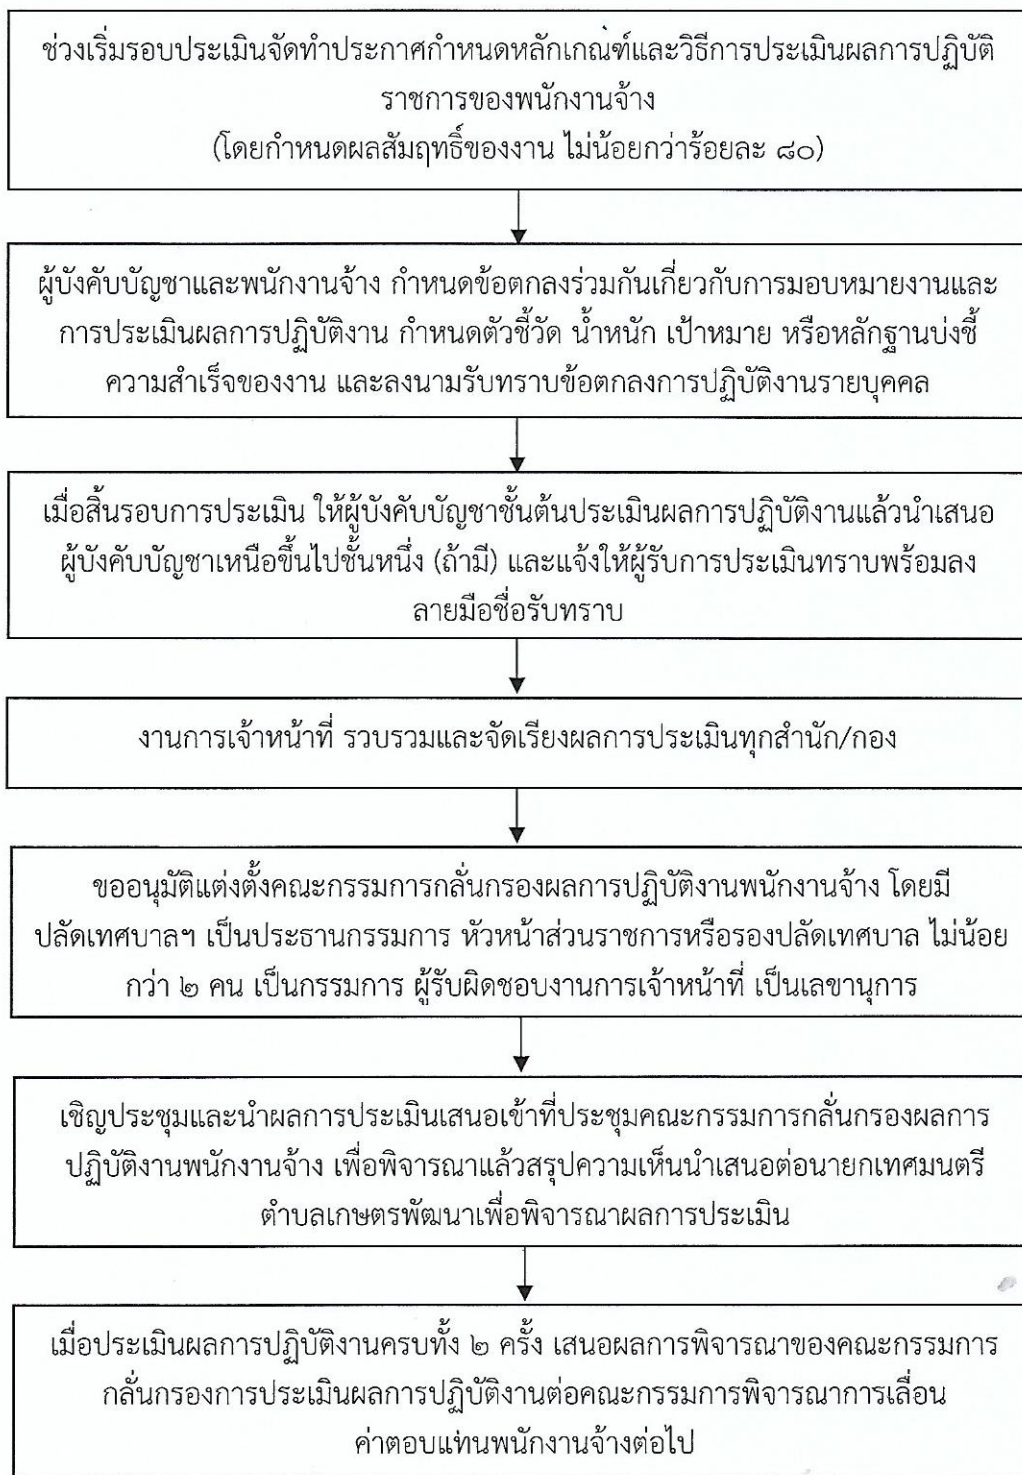 ช่วงเริ่มรอบประเมินจัดทำประกาศกำหนดหลักเกณฑ์และวิธีการประเมินผลการปฏิบัติ
ราชการของพนักงานจ้าง
(โดยกำหนดผลสัมฤทธิ์ของงาน ไม่น้อยกว่าร้อยละ ๘๐)
ผู้บังคับบัญชาและพนักงานจ้าง กำหนดข้อตกลงร่วมกันเกี่ยวกับการมอบหมายงานและ
การประเมินผลการปฏิบัติงาน กำหนดตัวชี้วัด น้ำหนัก เป้าหมาย หรือหลักฐานบ่งชี้
ความสำเร็จของงาน และลงนามรับทราบข้อตกลงการปฏิบัติงานรายบุคคล
เมื่อสิ้นรอบการประเมิน ให้ผู้บังคับบัญชาชั้นต้นประเมินผลการปฏิบัติงานแล้วนำเสนอ
ผู้บังคับบัญชาเหนือขึ้นไปชั้นหนึ่ง (ถ้ามี) และแจ้งให้ผู้รับการประเมินทราบพร้อมลง
ลายมือชื่อรับทราบ
งานการเจ้าหน้าที่ รวบรวมและจัดเรียงผลการประเมินทุกสำนัก/กอง
ขออนุมัติแต่งตั้งคณะกรรมการกลั่นกรองผลการปฏิบัติงานพนักงานจ้าง โดยมี
ปลัดเทศบาลฯ เป็นประธานกรรมการ หัวหน้าส่วนราชการหรือรองปลัดเทศบาล ไม่น้อย
กว่า ๒ คน เป็นกรรมการ ผู้รับผิดชอบงานการเจ้าหน้าที่ เป็นเลขานุการ
เชิญประชุมและนำผลการประเมินเสนอเข้าที่ประชุมคณะกรรมการกลั่นกรองผลการ
ปฏิบัติงานพนักงานจ้าง เพื่อพิจารณาแล้วสรุปความเห็นนำเสนอต่อนายกเทศมนตรี
ตำบลเกษตรพัฒนาเพื่อพิจารณาผลการประเมิน
เมื่อประเมินผลการปฏิบัติงานครบทั้ง ๒ ครั้ง เสนอผลการพิจารณาของคณะกรรมการ
กลั่นกรองการประเมินผลการปฏิบัติงานต่อคณะกรรมการพิจารณาการเลื่อน
ค่าตอบแทนพนักงานจ้างต่อไป